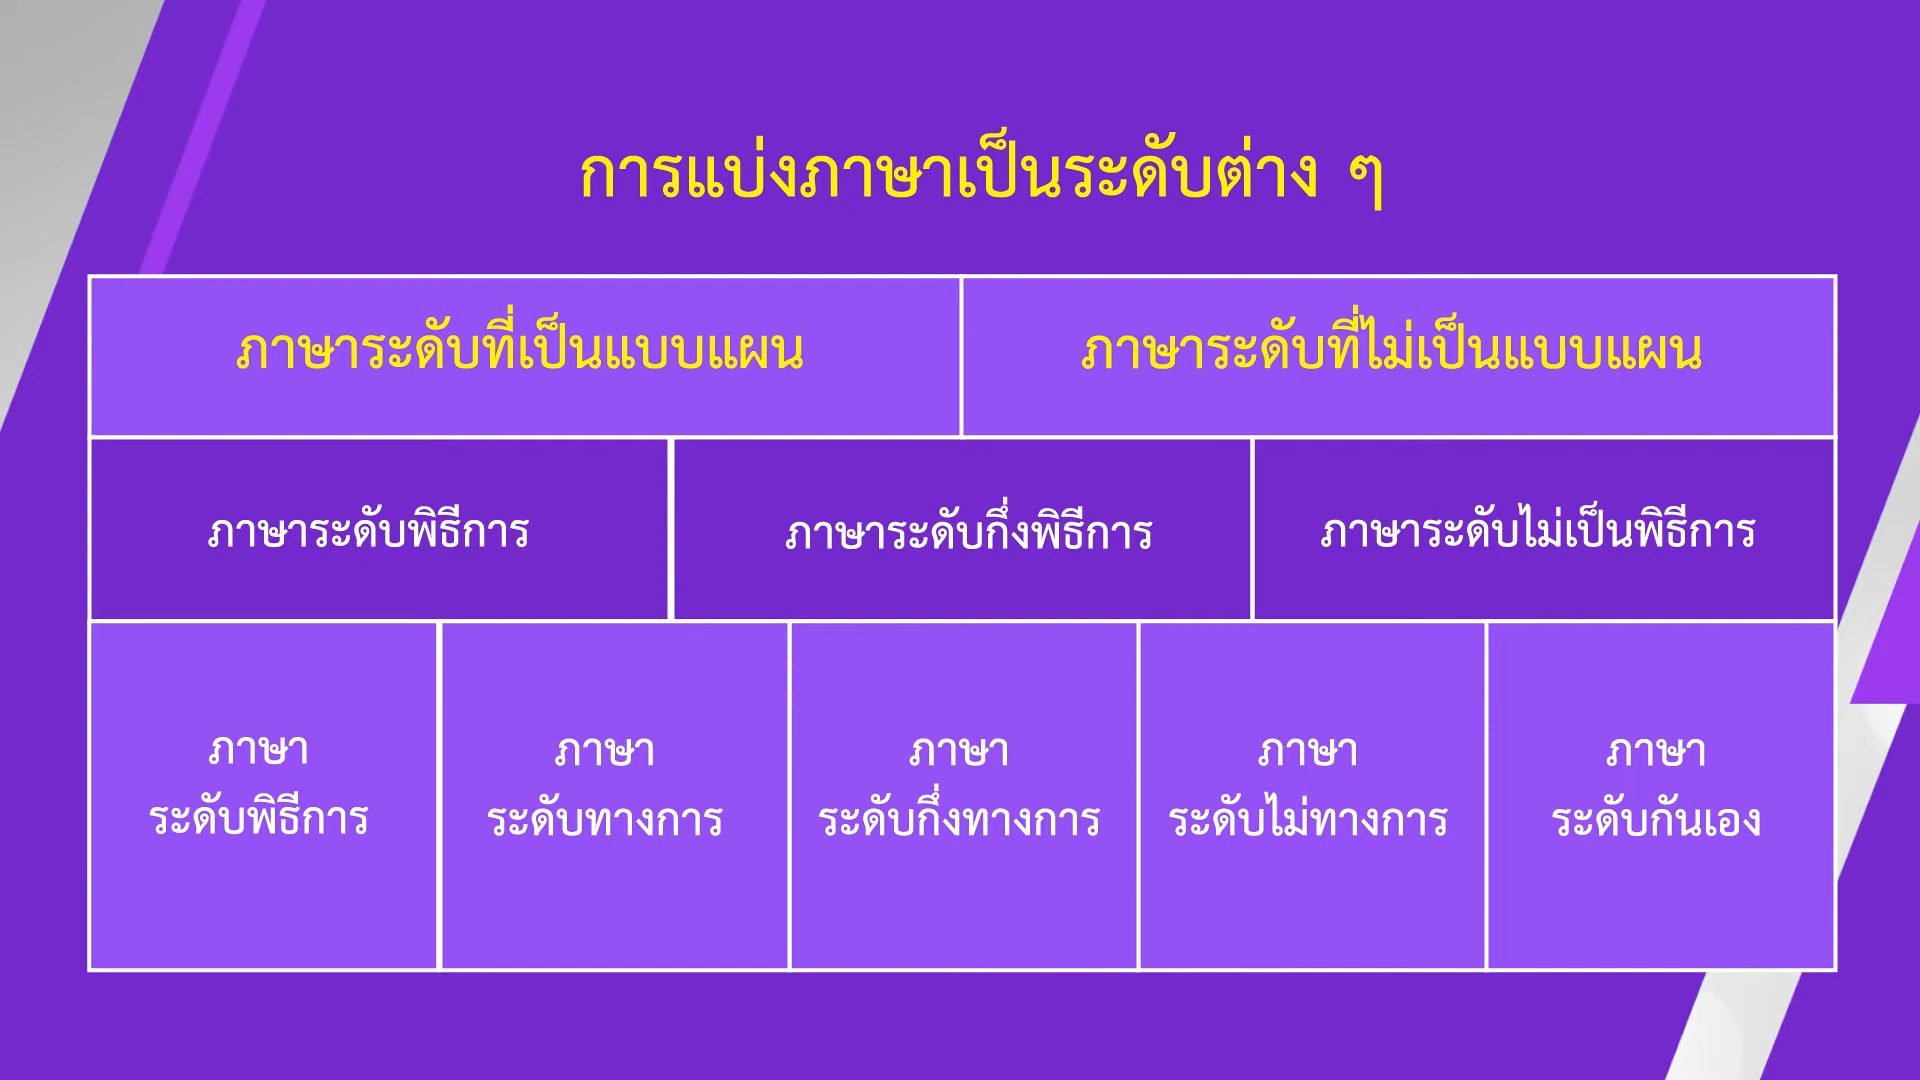 การแบ่งภาษาเป็นระดับต่าง ๆ
ภาษาระดับที่เป็นแบบแผน
ภาษาระดับที่ไม่เป็นแบบแผน
ภาษาระดับพิธีการ
ภาษาระดับกึ่งพิธีการ
ภาษาระดับไม่เป็นพิธีการ
ภาษา
ระดับพิธีการ
ภาษา
ระดับทางการ
ภาษา
ระดับกึ่งทางการ
ภาษา
ระดับไม่ทางการ
ภาษา
ระดับกันเอง